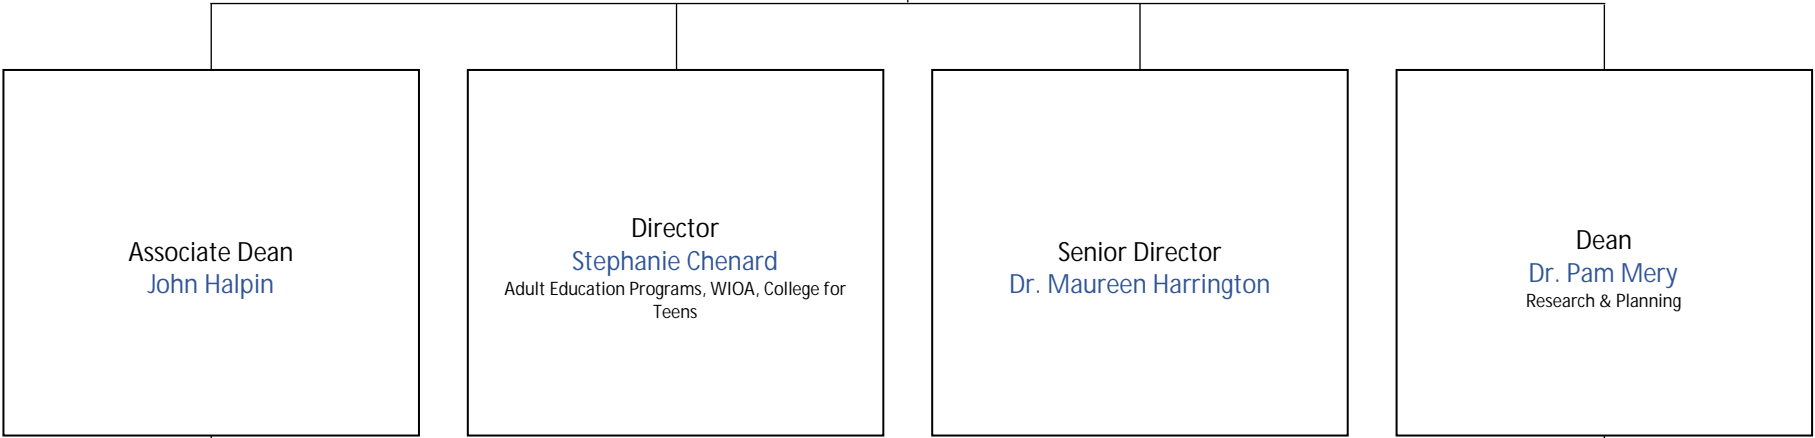 Associate Dean
John Halpin
Director
Stephanie Chenard
Adult Education Programs, WIOA, College for
Teens
Senior Director
Dr. Maureen Harrington
Dean
Dr. Pam Mery
Research & Planning